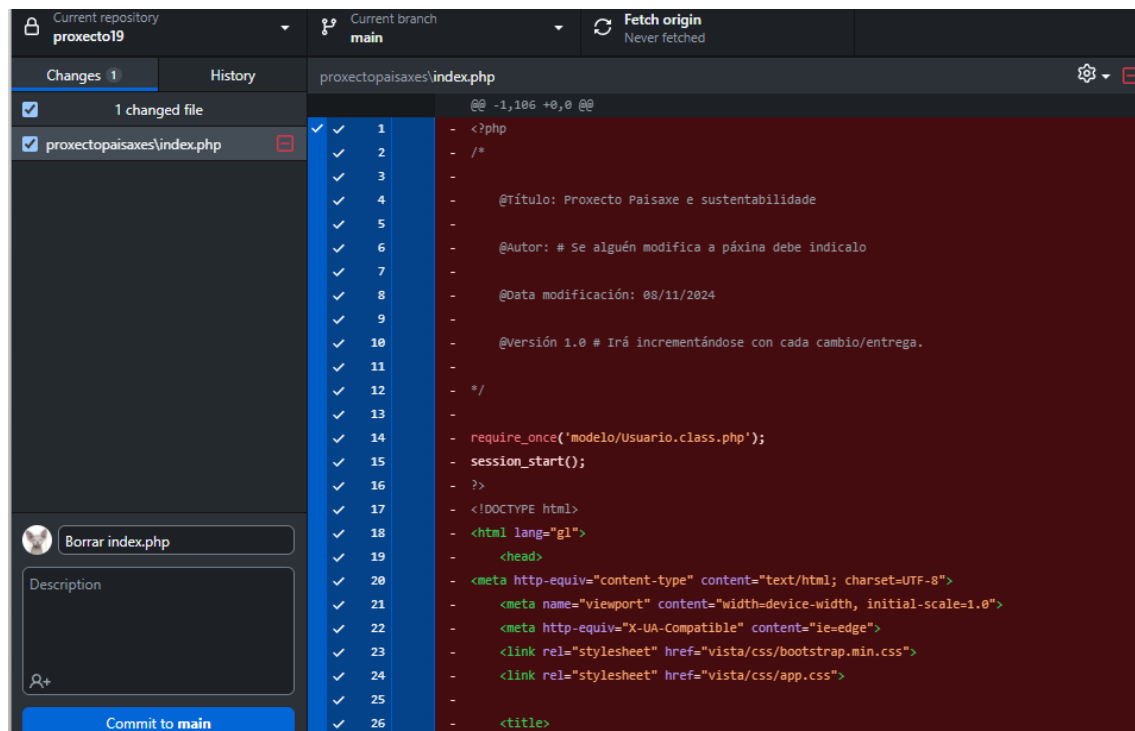 Current repository
proxecto19
Current branch
main
Fetch origin
Never fetched
Changes 1
History
1 changed file
proxectopaisaxes\index.php
Borrar index.php
Description
Commit to main
proxectopaisaxes\index.php
@@ -1,106 +0,0 @@
1 - <?php
2 - /*
3 -
4 - @Título: Proxecto Paisaxe e sustentabilidade
5 -
6 - @Autor: # Se alguén modifica a páxina debe indicalo
7 -
8 - @Data modificación: 08/11/2024
9 -
10 - @Versión 1.0 # Irá incrementándose con cada cambio/entrega.
11 -
12 - */
13 -
14 - require_once('modelo/Usuario.class.php');
15 - session_start();
16 - ?>
17 - <!DOCTYPE html>
18 - <html lang="gl">
19 - <head>
20 - <meta http-equiv="content-type" content="text/html; charset=UTF-8">
21 - <meta name="viewport" content="width=device-width, initial-scale=1.0">
22 - <meta http-equiv="X-UA-Compatible" content="ie=edge">
23 - <link rel="stylesheet" href="vista/css/bootstrap.min.css">
24 - <link rel="stylesheet" href="vista/css/app.css">
25 -
26 - <title>